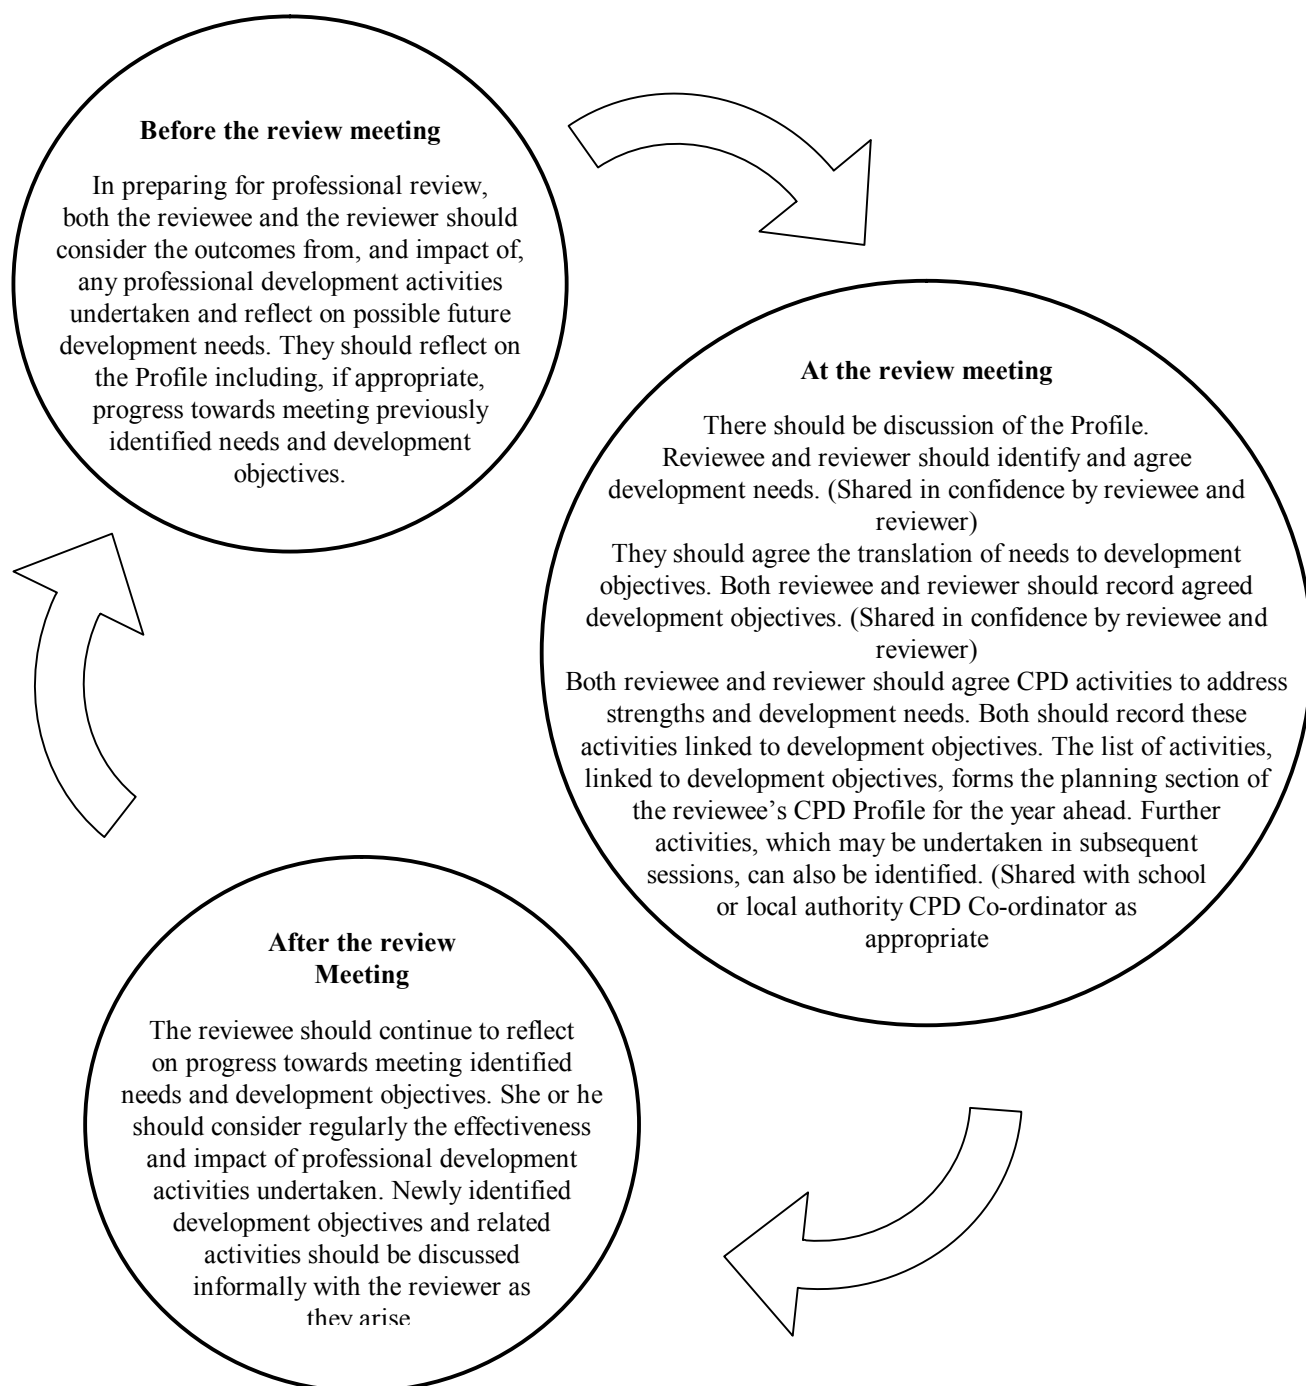 Before the review meeting
In preparing for professional review,
both the reviewee and the reviewer should
consider the outcomes from, and impact of,
any professional development activities
undertaken and reflect on possible future
development needs. They should reflect on
the Profile including, if appropriate,
progress towards meeting previously
identified needs and development
objectives.
At the review meeting
There should be discussion of the Profile.
Reviewee and reviewer should identify and agree
development needs. (Shared in confidence by reviewee and
reviewer)
They should agree the translation of needs to development
objectives. Both reviewee and reviewer should record agreed
development objectives. (Shared in confidence by reviewee and
reviewer)
Both reviewee and reviewer should agree CPD activities to address
strengths and development needs. Both should record these
activities linked to development objectives. The list of activities,
linked to development objectives, forms the planning section of
the reviewee’s CPD Profile for the year ahead. Further
activities, which may be undertaken in subsequent
sessions, can also be identified. (Shared with school
or local authority CPD Co-ordinator as
appropriate
After the review
Meeting
The reviewee should continue to reflect
on progress towards meeting identified
needs and development objectives. She or he
should consider regularly the effectiveness
and impact of professional development
activities undertaken. Newly identified
development objectives and related
activities should be discussed
informally with the reviewer as
they arise